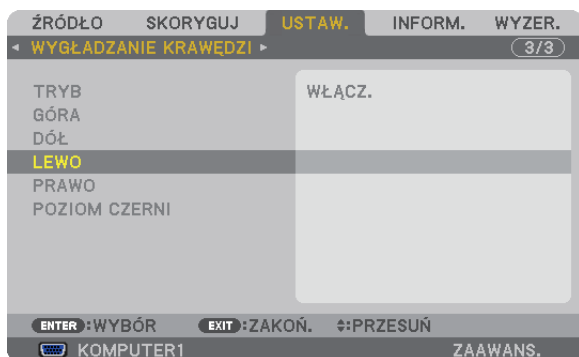 ŹRÓDŁO SKORYGUJ USTAW. INFORM. WYZER.
◂ WYGŁADZANIE KRAWĘDZI ▸ 3/3
TRYB WŁĄCZ.
GÓRA
DÓŁ
LEWO
PRAWO
POZIOM CZERNI
ENTER :WYBÓR EXIT :ZAKOŃ. ≑:PRZESUŃ
KOMPUTER1 ZAAWANS.